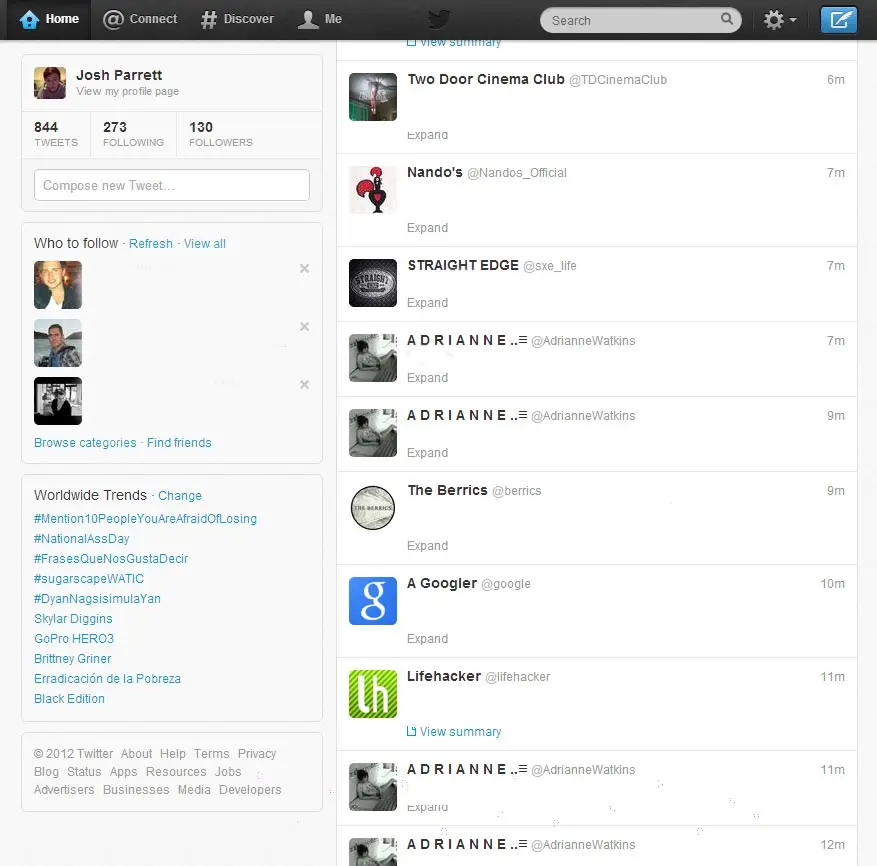 Home Connect Discover Me Search
Josh Parrett
View my profile page
844 273 130
TWEETS FOLLOWING FOLLOWERS
Compose new Tweet...
Who to follow · Refresh · View all
Browse categories · Find friends
Worldwide Trends · Change
#Mention10PeopleYouAreAfraidOfLosing
#NationalAssDay
#FrasesQueNosGustaDecir
#sugarscapeWATIC
#DyanNagsisimulaYan
Skylar Diggins
GoPro HERO3
Brittney Griner
Erradicación de la Pobreza
Black Edition
© 2012 Twitter About Help Terms Privacy
Blog Status Apps Resources Jobs
Advertisers Businesses Media Developers
View summary
Two Door Cinema Club @TDCinemaClub 6m
Expand
Nando's @Nandos_Official 7m
Expand
STRAIGHT EDGE @sxe_life 7m
STRAIGHT
Expand
A D R I A N N E ..≡ @AdrianneWatkins 7m
Expand
A D R I A N N E ..≡ @AdrianneWatkins 9m
Expand
The Berrics @berrics 9m
THE BERRICS
Expand
A Googler @google 10m
g
Expand
Lifehacker @lifehacker 11m
lh
View summary
A D R I A N N E ..≡ @AdrianneWatkins 11m
Expand
A D R I A N N E ..≡ @AdrianneWatkins 12m